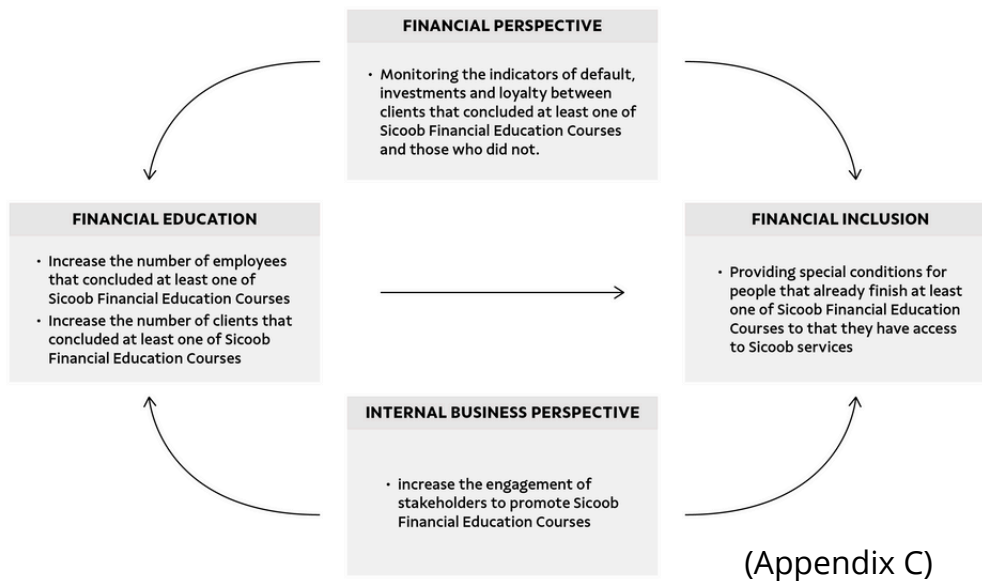 FINANCIAL PERSPECTIVE
• Monitoring the indicators of default,
investments and loyalty between
clients that concluded at least one of
Sicoob Financial Education Courses
and those who did not.
FINANCIAL EDUCATION
• Increase the number of employees
that concluded at least one of
Sicoob Financial Education Courses
• Increase the number of clients that
concluded at least one of Sicoob
Financial Education Courses
FINANCIAL INCLUSION
• Providing special conditions for
people that already finish at least
one of Sicoob Financial Education
Courses to that they have access
to Sicoob services
INTERNAL BUSINESS PERSPECTIVE
• increase the engagement of
stakeholders to promote Sicoob
Financial Education Courses
(Appendix C)